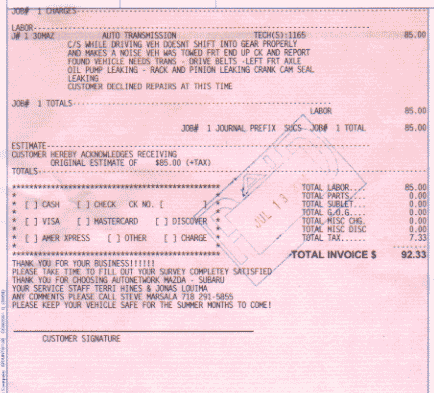 JOB# 1 CHARGES
LABOR
J# 1 30MAZ AUTO TRANSMISSION TECH(S):1165 85.00
C/S WHILE DRIVING VEH DOESNT SHIFT INTO GEAR PROPERLY
AND MAKES A NOISE VEH WAS TOWED FRT END UP CK AND REPORT
FOUND VEHICLE NEEDS TRANS - DRIVE BELTS -LEFT FRT AXLE
OIL PUMP LEAKING - RACK AND PINION LEAKING CRANK CAM SEAL
LEAKING
CUSTOMER DECLINED REPAIRS AT THIS TIME
JOB# 1 TOTALS
LABOR 85.00
JOB# 1 JOURNAL PREFIX SUCS JOB# 1 TOTAL 85.00
ESTIMATE
CUSTOMER HEREBY ACKNOWLEDGES RECEIVING
ORIGINAL ESTIMATE OF $85.00 (+TAX)
TOTALS
[ ] CASH [ ] CHECK CK NO. [ ]
[ ] VISA [ ] MASTERCARD [ ] DISCOVER
[ ] AMER XPRESS [ ] OTHER [ ] CHARGE
PAID
JUL 13
TOTAL LABOR.... 85.00
TOTAL PARTS.... 0.00
TOTAL SUBLET... 0.00
TOTAL G.O.G.... 0.00
TOTAL MISC CHG. 0.00
TOTAL MISC DISC 0.00
TOTAL TAX...... 7.33
TOTAL INVOICE $ 92.33
THANK YOU FOR YOUR BUSINESS!!!!!!
PLEASE TAKE TIME TO FILL OUT YOUR SURVEY COMPLETEY SATISFIED
THANK YOU FOR CHOOSING AUTONETWORK MAZDA - SUBARU
YOUR SERVICE STAFF TERRI HINES & JONAS LOUIMA
ANY COMMENTS PLEASE CALL STEVE MARSALA 718 291-5855
PLEASE KEEP YOUR VEHICLE SAFE FOR THE SUMMER MONTHS TO COME!
CUSTOMER SIGNATURE